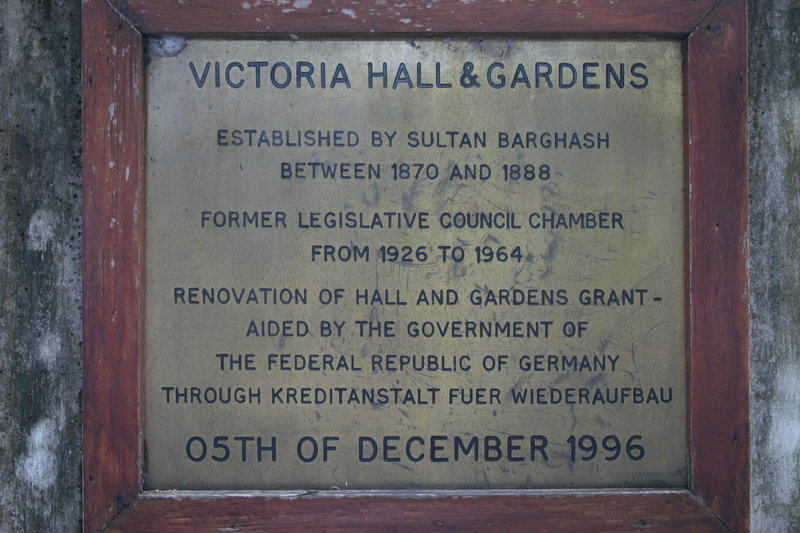 VICTORIA HALL & GARDENS
ESTABLISHED BY SULTAN BARGHASH
BETWEEN 1870 AND 1888
FORMER LEGISLATIVE COUNCIL CHAMBER
FROM 1926 TO 1964
RENOVATION OF HALL AND GARDENS GRANT-
AIDED BY THE GOVERNMENT OF
THE FEDERAL REPUBLIC OF GERMANY
THROUGH KREDITANSTALT FUER WIEDERAUFBAU
05TH OF DECEMBER 1996